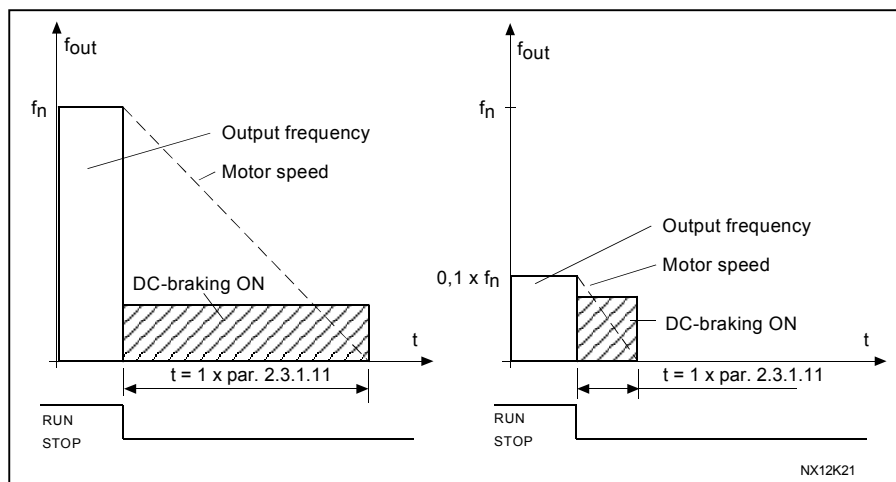 fout
fn
Output frequency
Motor speed
DC-braking ON
t
t = 1 x par. 2.3.1.11
RUN
STOP
fout
fn
Output frequency
Motor speed
0,1 x fn
DC-braking ON
t
t = 1 x par. 2.3.1.11
RUN
STOP
NX12K21